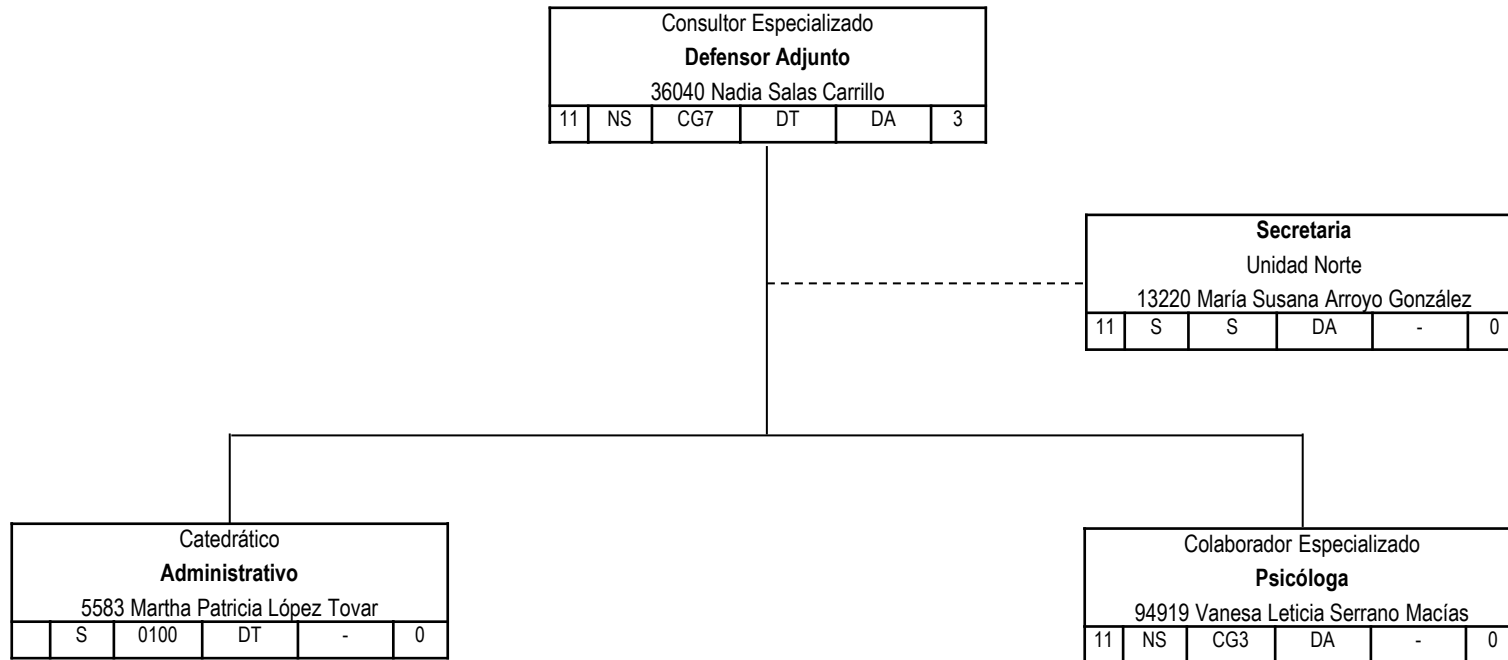 Consultor Especializado
Defensor Adjunto
36040 Nadia Salas Carrillo
11 NS CG7 DT DA 3
Secretaria
Unidad Norte
13220 María Susana Arroyo González
11 S S DA - 0
Catedrático
Administrativo
5583 Martha Patricia López Tovar
S 0100 DT - 0
Colaborador Especializado
Psicóloga
94919 Vanesa Leticia Serrano Macías
11 NS CG3 DA - 0